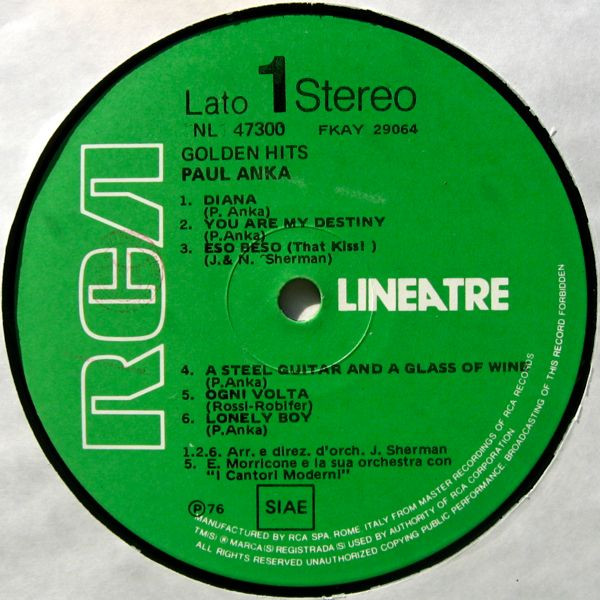 Lato 1 Stereo
NL 47300 FKAY 29064
GOLDEN HITS
PAUL ANKA
1. DIANA
(P. Anka)
2. YOU ARE MY DESTINY
(P.Anka)
3. ESO BESO (That Kiss! )
(J.& N. Sherman)
RCA
LINEATRE
4. A STEEL GUITAR AND A GLASS OF WINE
(P.Anka)
5. OGNI VOLTA
(Rossi-Robifer)
6. LONELY BOY
(P.Anka)
1.2.6. Arr. e direz. d'orch. J. Sherman
5. E. Morricone e la sua orchestra con
"I Cantori Moderni"
Ⓟ76 SIAE
MANUFACTURED BY RCA SPA. ROME, ITALY FROM MASTER RECORDINGS OF RCA RECORDS
TM(S) ® MARCA(S) REGISTRADA(S) USED BY AUTHORITY OF RCA CORPORATION
ALL RIGHTS RESERVED UNAUTHORIZED COPYING PUBLIC PERFORMANCE BROADCASTING OF THIS RECORD FORBIDDEN